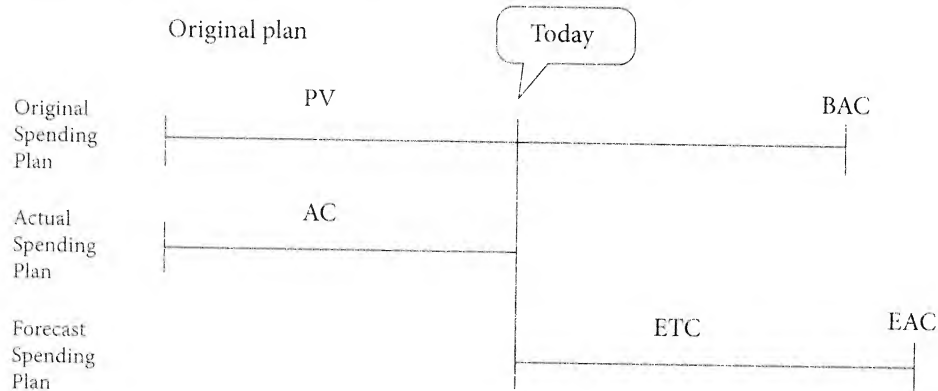 Original plan
Today
PV
BAC
Original
Spending
Plan
AC
Actual
Spending
Plan
ETC
EAC
Forecast
Spending
Plan